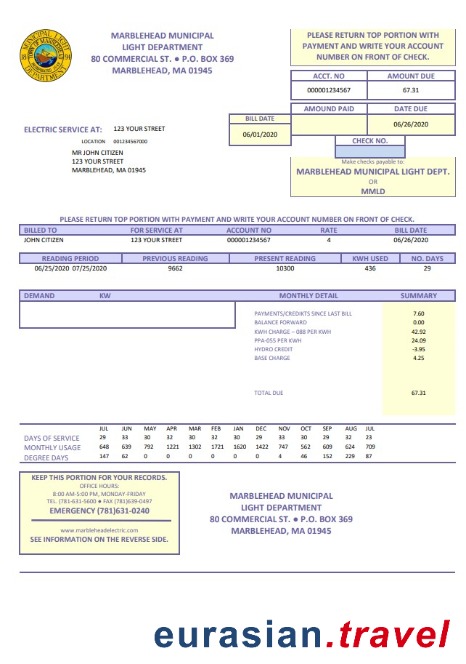 MARBLEHEAD MUNICIPAL
LIGHT DEPARTMENT
80 COMMERCIAL ST. ● P.O. BOX 369
MARBLEHEAD, MA 01945
PLEASE RETURN TOP PORTION WITH
PAYMENT AND WRITE YOUR ACCOUNT
NUMBER ON FRONT OF CHECK.
ACCT. NO AMOUNT DUE
000001234567 67.31
AMOUNT PAID DATE DUE
06/26/2020
BILL DATE
06/01/2020
CHECK NO.
Make checks payable to:
MARBLEHEAD MUNICIPAL LIGHT DEPT.
OR
MMLD
ELECTRIC SERVICE AT: 123 YOUR STREET
LOCATION 001234567000
MR JOHN CITIZEN
123 YOUR STREET
MARBLEHEAD, MA 01945
PLEASE RETURN TOP PORTION WITH PAYMENT AND WRITE YOUR ACCOUNT NUMBER ON FRONT OF CHECK.
BILLED TO FOR SERVICE AT ACCOUNT NO RATE BILL DATE
JOHN CITIZEN 123 YOUR STREET 000001234567 4 06/26/2020
READING PERIOD PREVIOUS READING PRESENT READING KWH USED NO. DAYS
06/25/2020 07/25/2020 9662 10300 436 29
DEMAND KW MONTHLY DETAIL SUMMARY
PAYMENTS/CREDIKTS SINCE LAST BILL 7.60
BALANCE FORWARD 0.00
KWH CHARGE – 088 PER KWH 42.92
PPA-055 PER KWH 24.09
HYDRO CREDIT -3.95
BASE CHARGE 4.25
TOTAL DUE 67.31
JUL JUN MAY APR MAR FEB JAN DEC NOV OCT SEP AUG JUL
DAYS OF SERVICE 29 33 30 32 30 32 30 29 33 30 29 32 23
MONTHLY USAGE 648 639 792 1221 1302 1721 1620 1422 747 562 609 624 709
DEGREE DAYS 147 62 0 0 0 0 0 0 4 46 152 229 87
KEEP THIS PORTION FOR YOUR RECORDS.
OFFICE HOURS:
8:00 AM-5:00 PM, MONDAY-FRIDAY
TEL. (781)631-5600 ● FAX (781)639-0497
EMERGENCY (781)631-0240
www.marbleheadelectric.com
SEE INFORMATION ON THE REVERSE SIDE.
MARBLEHEAD MUNICIPAL
LIGHT DEPARTMENT
80 COMMERCIAL ST. ● P.O. BOX 369
MARBLEHEAD, MA 01945
eurasian.travel